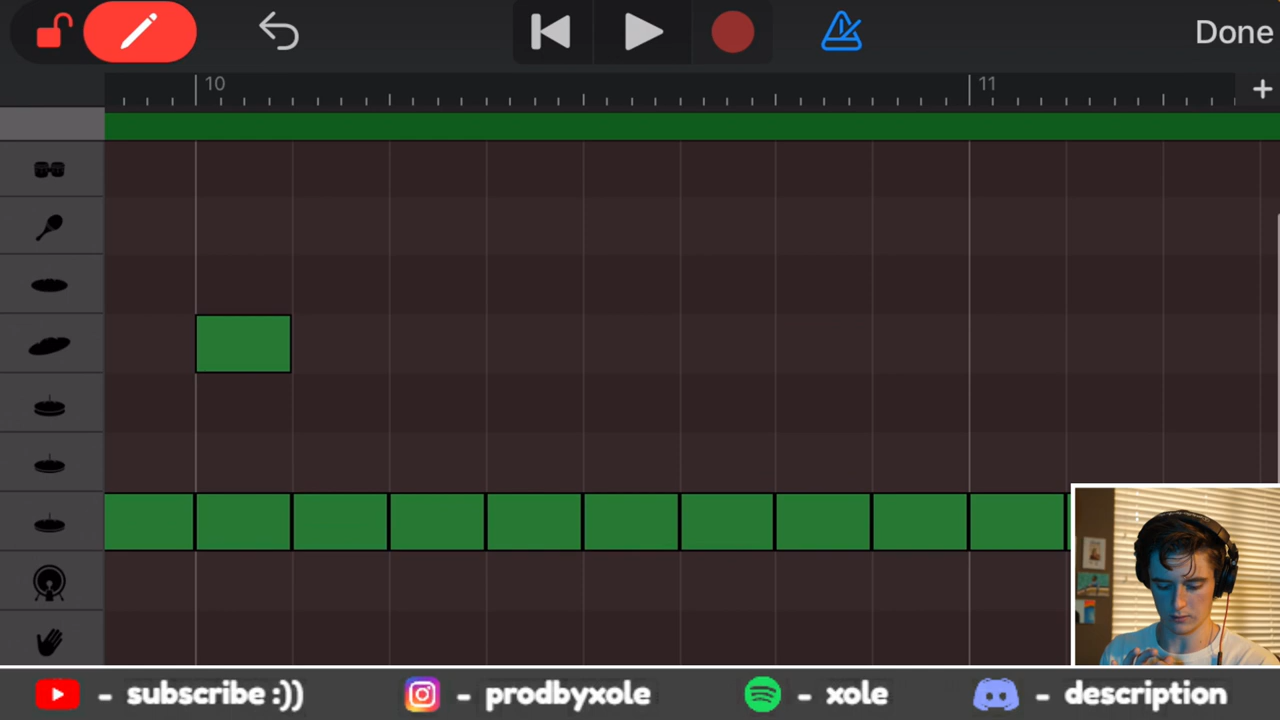 Done
10
11
+
- subscribe :))
- prodbyxole
- xole
- description